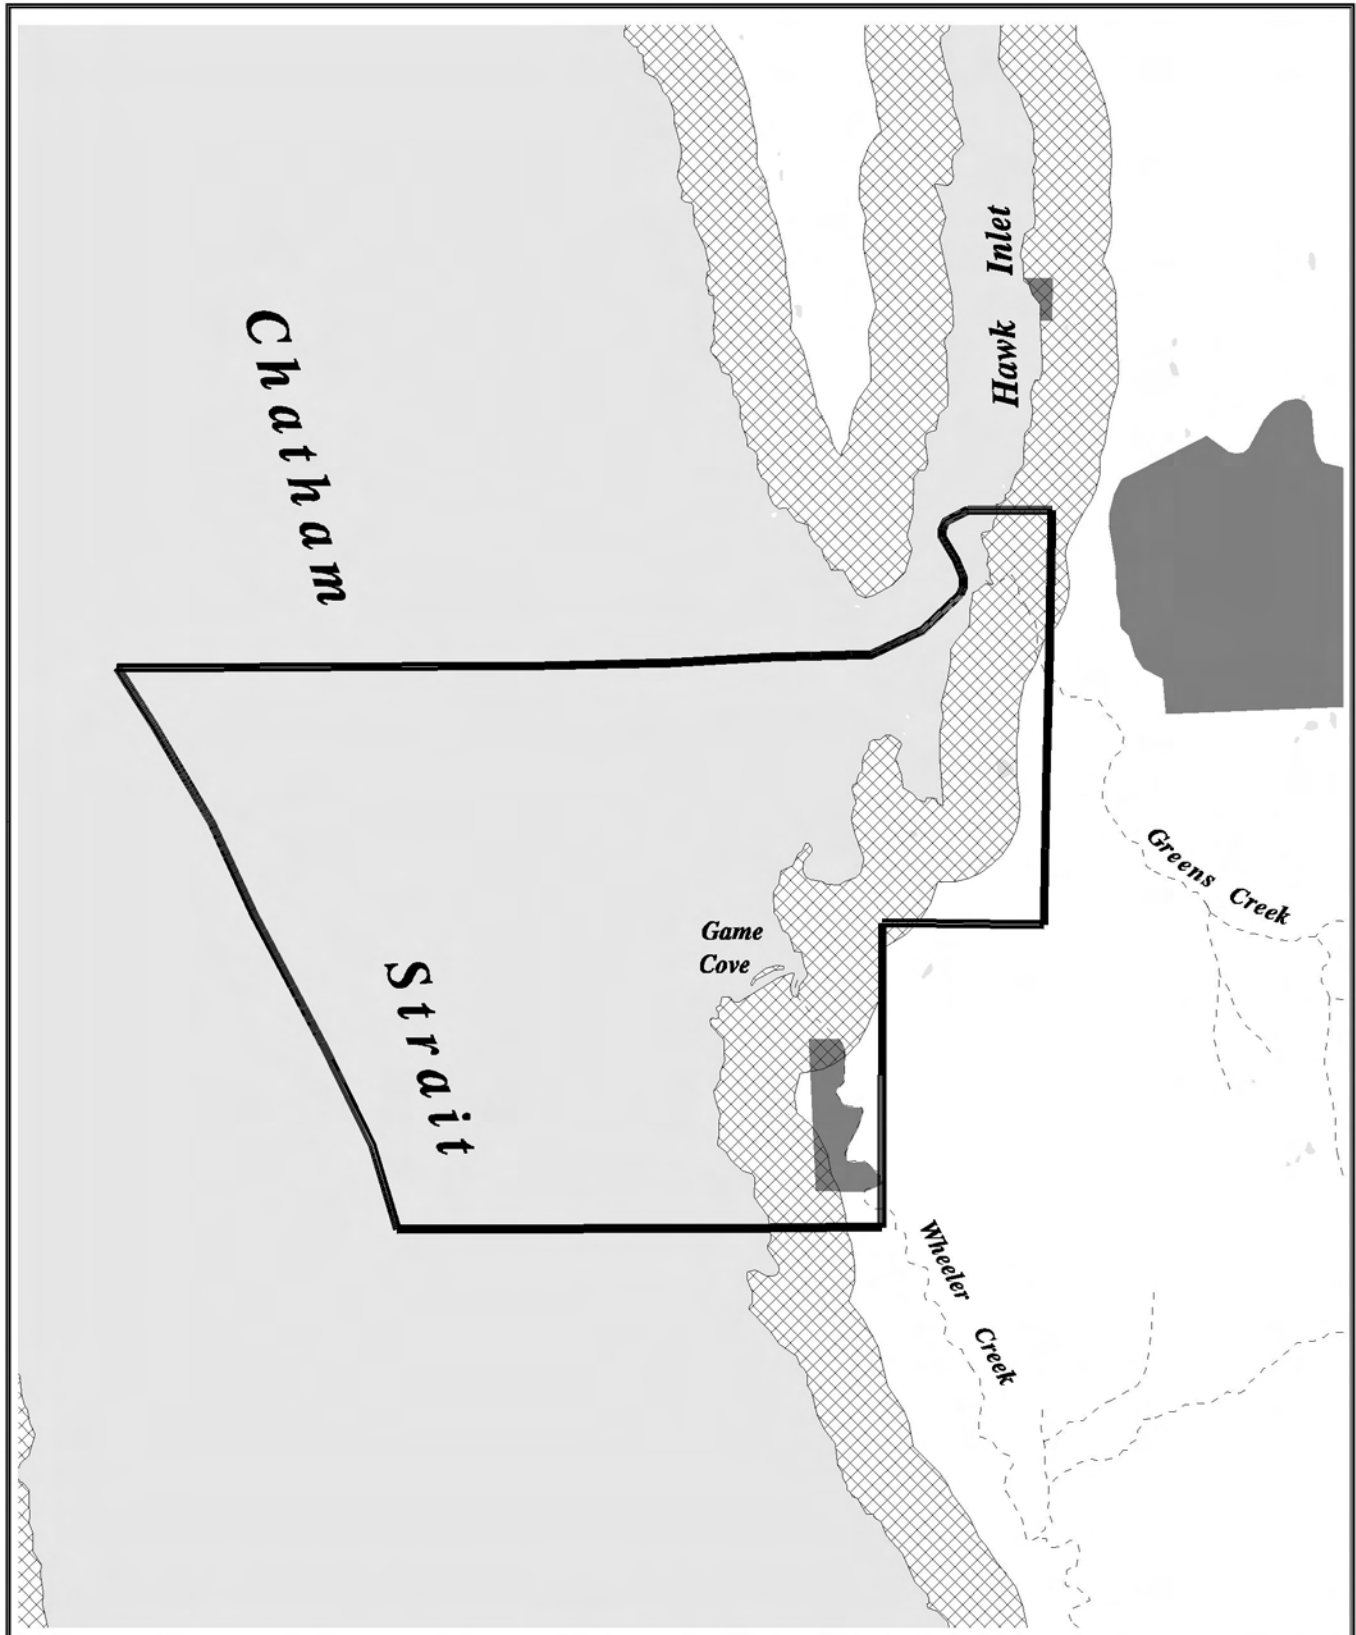 Hawk Inlet
Chatham
Strait
Greens Creek
Game
Cove
Wheeler
Creek